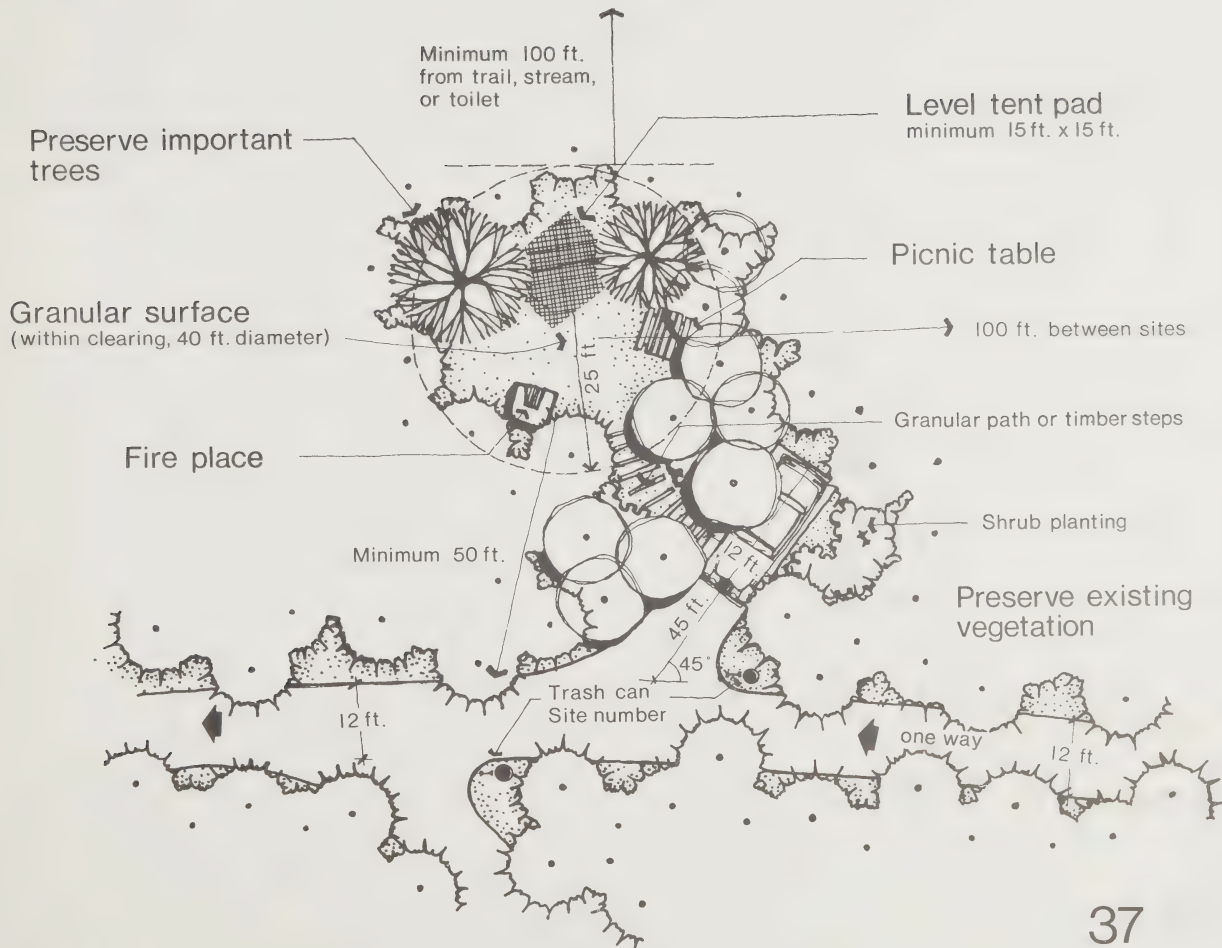 Minimum 100 ft.
from trail, stream,
or toilet
Level tent pad
minimum 15 ft. x 15 ft.
Preserve important
trees
Picnic table
Granular surface
(within clearing, 40 ft. diameter)
100 ft. between sites
25 ft.
Granular path or timber steps
Fire place
Shrub planting
Minimum 50 ft.
12 ft.
Preserve existing
vegetation
45 ft.
45°
Trash can
Site number
12 ft.
one way
12 ft.
37